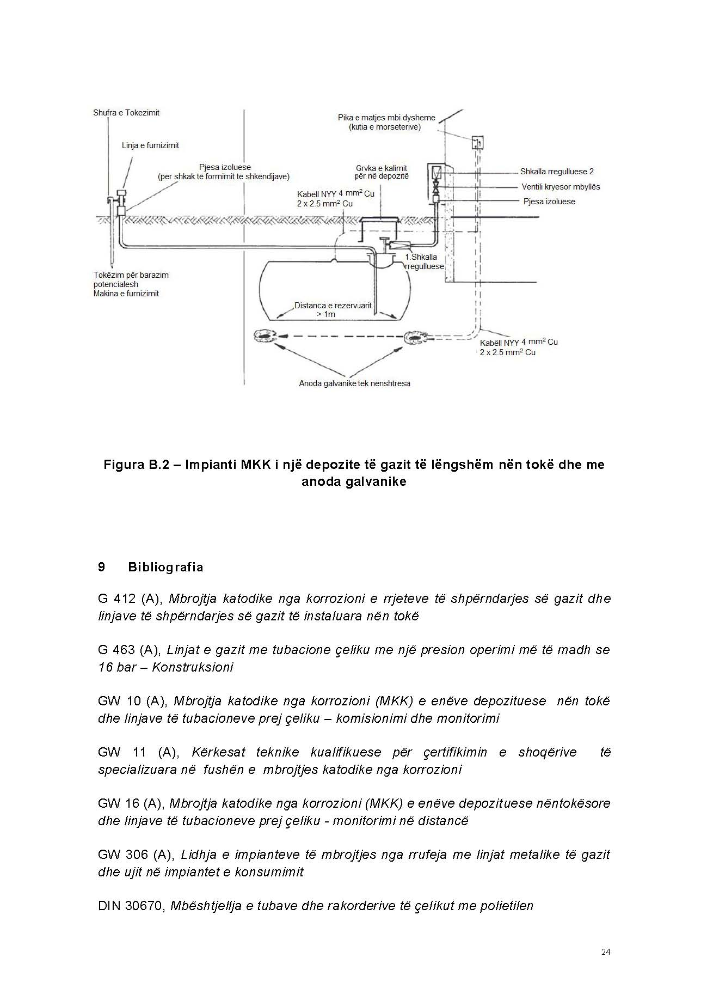 Shufra e Tokezimit
Linja e furnizimit
Pjesa izoluese
(për shkak të formimit të shkëndijave)
Pika e matjes mbi dysheme
(kutia e morseterive)
Grvka e kalimit
për në depozitë
Kabëll NYY 4 mm² Cu
2 x 2.5 mm² Cu
Shkalla rregulluese 2
Ventili kryesor mbyllës
Pjesa izoluese
1.Shkalla
rregulluese
Tokëzim për barazim
potencialesh
Makina e furnizimit
Distanca e rezervuarit
> 1m
Kabëll NYY 4 mm² Cu
2 x 2.5 mm² Cu
Anoda galvanike tek nënshtresa
Figura B.2 – Impianti MKK i një depozite të gazit të lëngshëm nën tokë dhe me
anoda galvanike
9 Bibliografia
G 412 (A), Mbrojtja katodike nga korrozioni e rrjeteve të shpërndarjes së gazit dhe
linjave të shpërndarjes së gazit të instaluara nën tokë
G 463 (A), Linjat e gazit me tubacione çeliku me një presion operimi më të madh se
16 bar – Konstruksioni
GW 10 (A), Mbrojtja katodike nga korrozioni (MKK) e enëve depozituese nën tokë
dhe linjave të tubacioneve prej çeliku – komisionimi dhe monitorimi
GW 11 (A), Kërkesat teknike kualifikuese për çertifikimin e shoqërive të
specializuara në fushën e mbrojtjes katodike nga korrozioni
GW 16 (A), Mbrojtja katodike nga korrozioni (MKK) e enëve depozituese nëntokësore
dhe linjave të tubacioneve prej çeliku - monitorimi në distancë
GW 306 (A), Lidhja e impianteve të mbrojtjes nga rrufeja me linjat metalike të gazit
dhe ujit në impiantet e konsumimit
DIN 30670, Mbështjellja e tubave dhe rakorderive të çelikut me polietilen
24